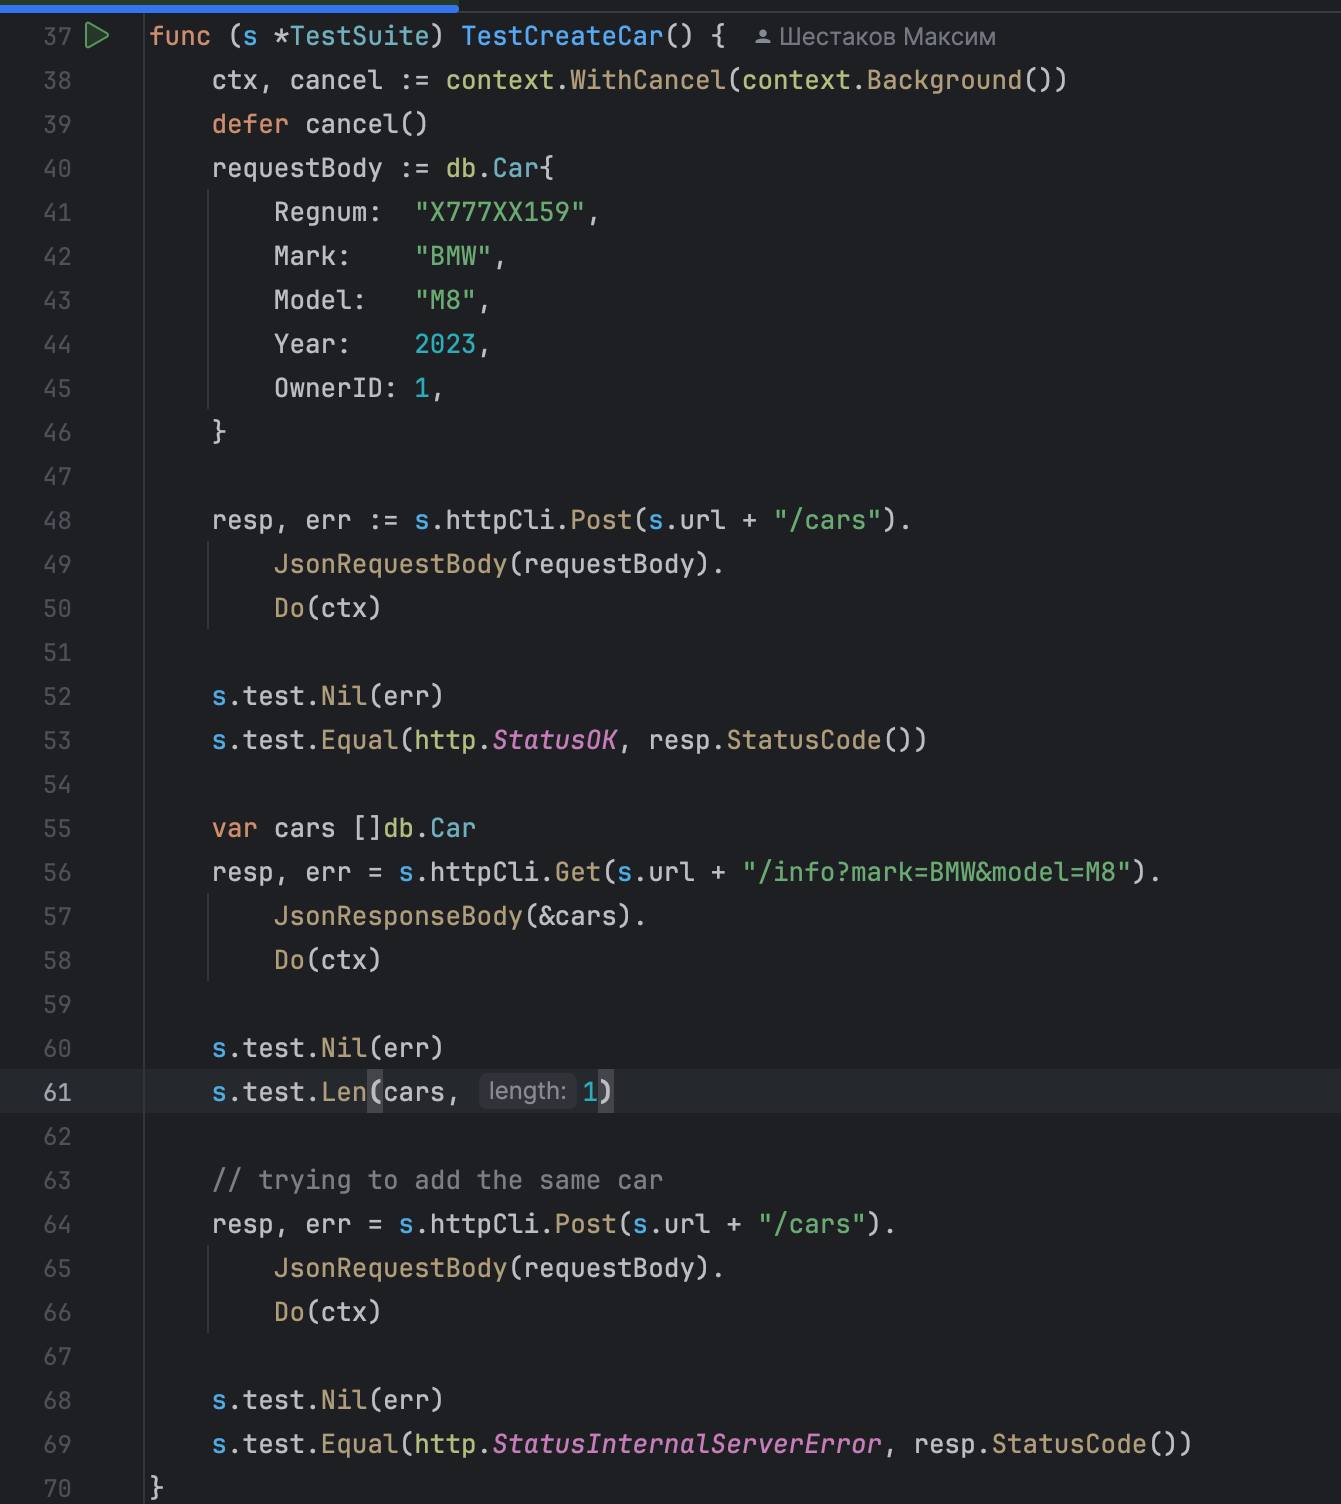 37 func (s *TestSuite) TestCreateCar() { Шестаков Максим
38 ctx, cancel := context.WithCancel(context.Background())
39 defer cancel()
40 requestBody := db.Car{
41 Regnum: "X777XX159",
42 Mark: "BMW",
43 Model: "M8",
44 Year: 2023,
45 OwnerID: 1,
46 }
47
48 resp, err := s.httpCli.Post(s.url + "/cars").
49 JsonRequestBody(requestBody).
50 Do(ctx)
51
52 s.test.Nil(err)
53 s.test.Equal(http.StatusOK, resp.StatusCode())
54
55 var cars []db.Car
56 resp, err = s.httpCli.Get(s.url + "/info?mark=BMW&model=M8").
57 JsonResponseBody(&cars).
58 Do(ctx)
59
60 s.test.Nil(err)
61 s.test.Len(cars, length: 1)
62
63 // trying to add the same car
64 resp, err = s.httpCli.Post(s.url + "/cars").
65 JsonRequestBody(requestBody).
66 Do(ctx)
67
68 s.test.Nil(err)
69 s.test.Equal(http.StatusInternalServerError, resp.StatusCode())
70 }